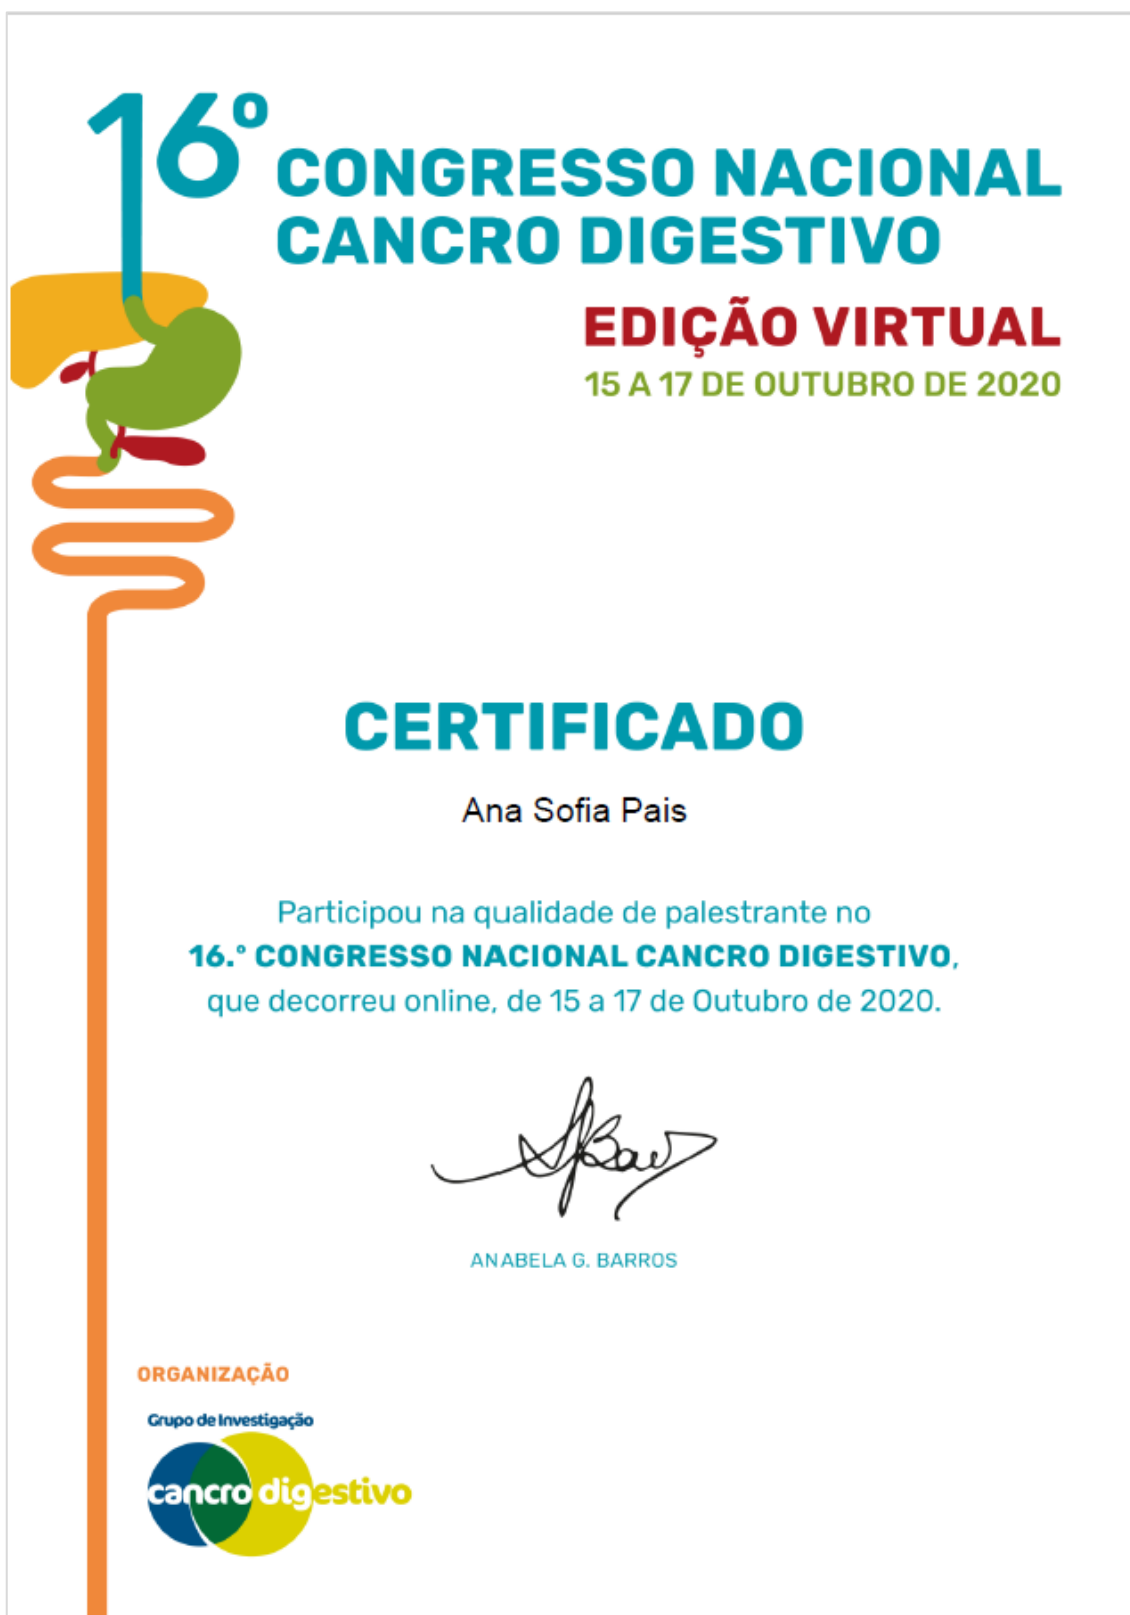 16º
CONGRESSO NACIONAL
CANCRO DIGESTIVO
EDIÇÃO VIRTUAL
15 A 17 DE OUTUBRO DE 2020
CERTIFICADO
Ana Sofia Pais
Participou na qualidade de palestrante no
16.º CONGRESSO NACIONAL CANCRO DIGESTIVO,
que decorreu online, de 15 a 17 de Outubro de 2020.
ANABELA G. BARROS
ORGANIZAÇÃO
Grupo de Investigação
cancro digestivo